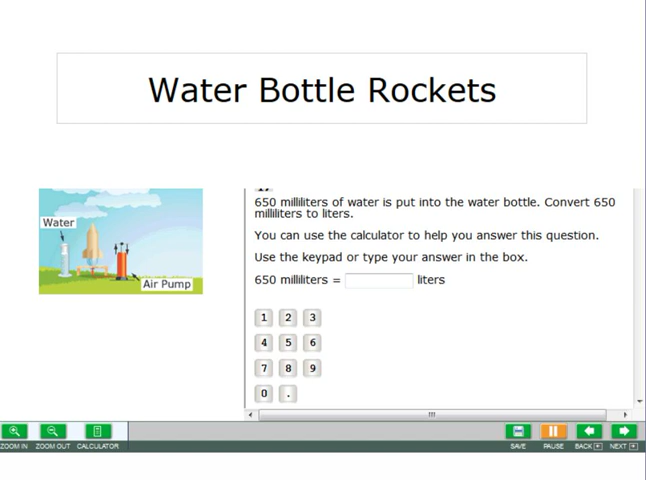 Water Bottle Rockets
Water
Air Pump
650 milliliters of water is put into the water bottle. Convert 650
milliliters to liters.
You can use the calculator to help you answer this question.
Use the keypad or type your answer in the box.
650 milliliters = liters
1 2 3
4 5 6
7 8 9
0 .
ZOOM IN ZOOM OUT CALCULATOR SAVE PAUSE BACK NEXT